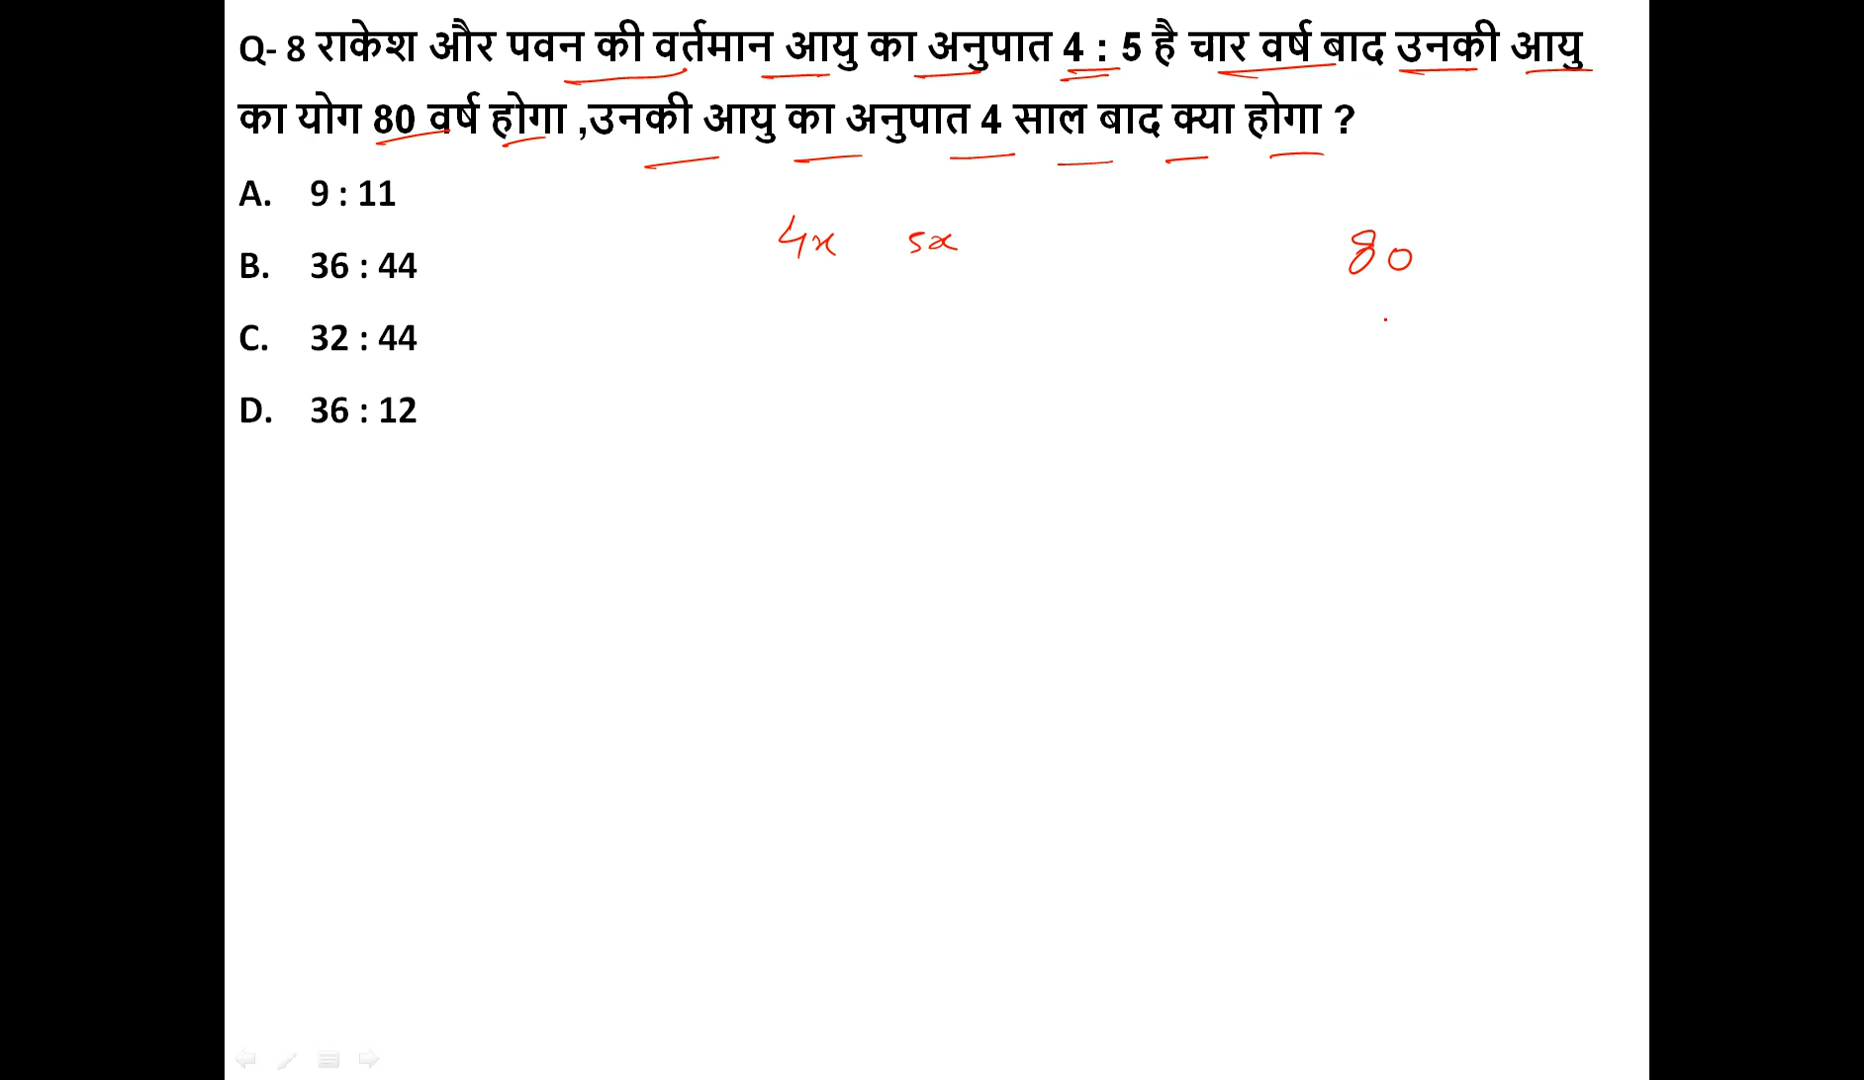 Q- 8 राकेश और पवन की वर्तमान आयु का अनुपात 4 : 5 है चार वर्ष बाद उनकी आयु
का योग 80 वर्ष होगा ,उनकी आयु का अनुपात 4 साल बाद क्या होगा ?
A. 9 : 11
4x 5x 80
B. 36 : 44
C. 32 : 44
D. 36 : 12